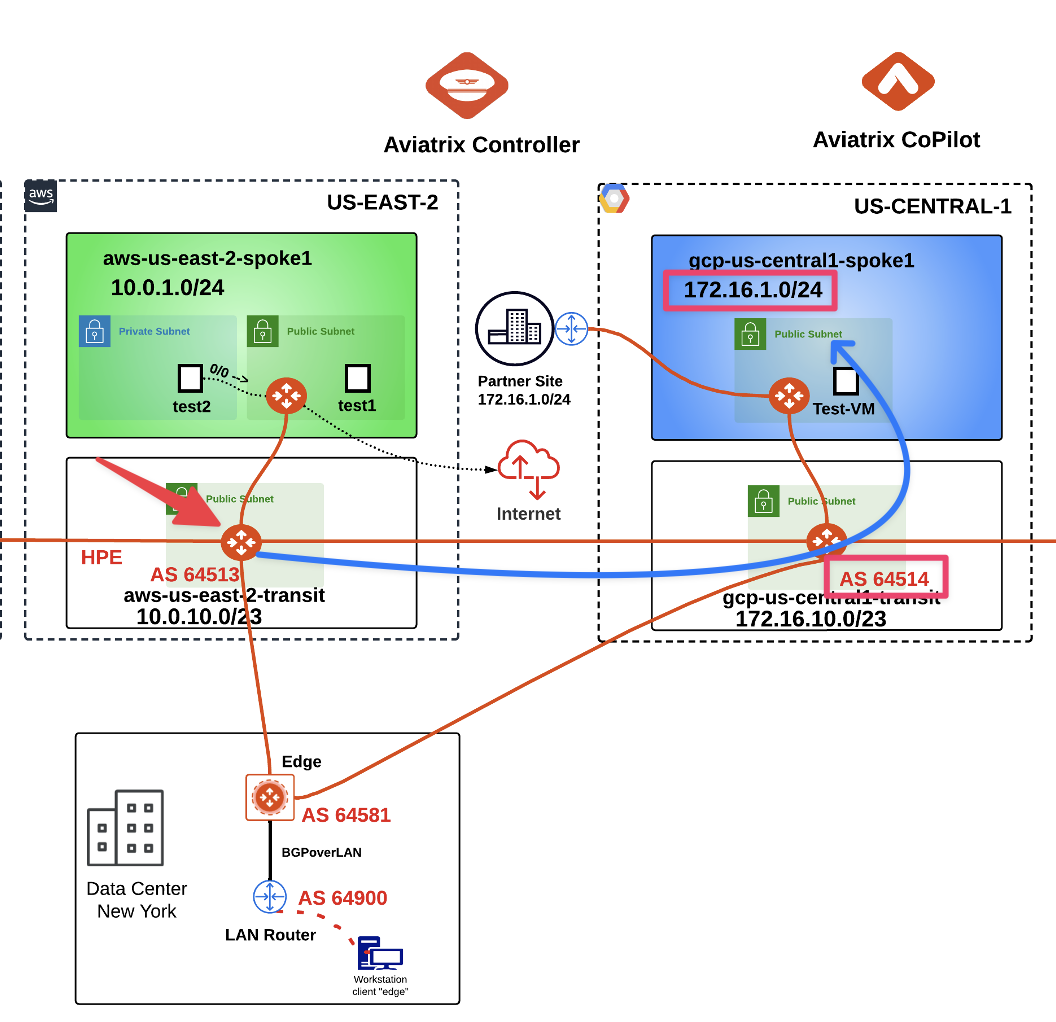 Aviatrix Controller
Aviatrix CoPilot
aws
US-EAST-2
aws-us-east-2-spoke1
10.0.1.0/24
Private Subnet
Public Subnet
0/0 -->
test2
test1
Partner Site
172.16.1.0/24
Internet
US-CENTRAL-1
gcp-us-central1-spoke1
172.16.1.0/24
Public Subnet
Test-VM
Public Subnet
HPE
AS 64513
aws-us-east-2-transit
10.0.10.0/23
Public Subnet
AS 64514
gcp-us-central1-transit
172.16.10.0/23
Edge
AS 64581
BGPoverLAN
Data Center
New York
AS 64900
LAN Router
Workstation
client "edge"